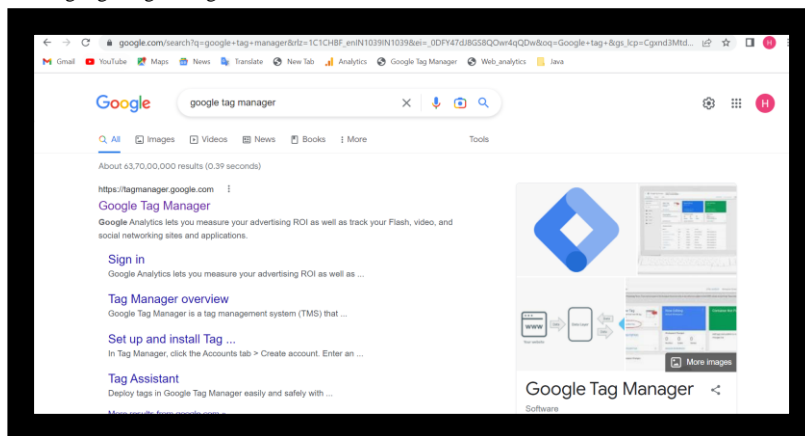 google.com/search?q=google+tag+manager&rlz=1C1CHBF_enIN1039IN1039&ei=_0DFY47dJ8GS8QOwr4qQDw&oq=Google+tag+&gs_lcp=Cgxnd3Mtd...
H
Gmail YouTube Maps News Translate New Tab Analytics Google Tag Manager Web_analytics Java
Google
google tag manager
H
All Images Videos News Books More Tools
About 63,70,00,000 results (0.39 seconds)
https://tagmanager.google.com
Google Tag Manager
Google Analytics lets you measure your advertising ROI as well as track your Flash, video, and
social networking sites and applications.
Sign in
Google Analytics lets you measure your advertising ROI as well as ...
Tag Manager overview
Google Tag Manager is a tag management system (TMS) that ...
Set up and install Tag ...
In Tag Manager, click the Accounts tab > Create account. Enter an ...
Tag Assistant
Deploy tags in Google Tag Manager easily and safely with ...
More results from google.com »
WWW
More images
Google Tag Manager
Software